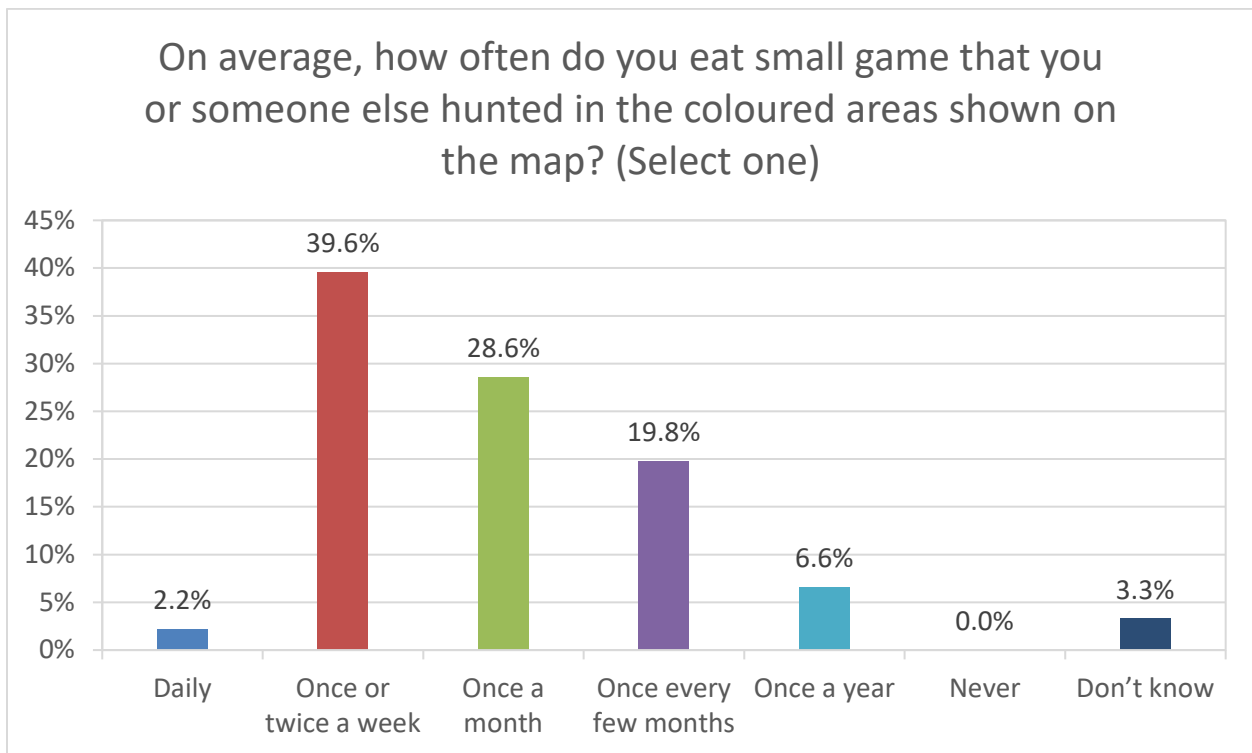 On average, how often do you eat small game that you
or someone else hunted in the coloured areas shown on
the map? (Select one)
45%
40%
35%
30%
25%
20%
15%
10%
5%
0%
2.2%
39.6%
28.6%
19.8%
6.6%
0.0%
3.3%
Daily
Once or
twice a week
Once a
month
Once every
few months
Once a year
Never
Don’t know